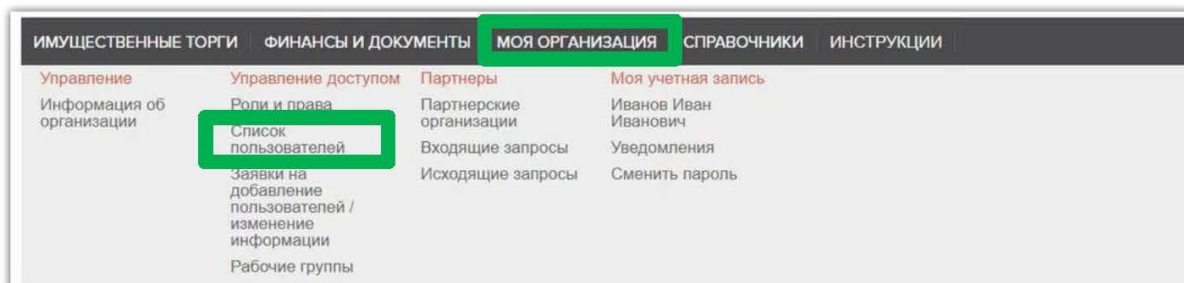 ИМУЩЕСТВЕННЫЕ ТОРГИ ФИНАНСЫ И ДОКУМЕНТЫ МОЯ ОРГАНИЗАЦИЯ СПРАВОЧНИКИ ИНСТРУКЦИИ
Управление
Информация об
организации
Управление доступом
Роли и права
Список
пользователей
Заявки на
добавление
пользователей /
изменение
информации
Рабочие группы
Партнеры
Партнерские
организации
Входящие запросы
Исходящие запросы
Моя учетная запись
Иванов Иван
Иванович
Уведомления
Сменить пароль